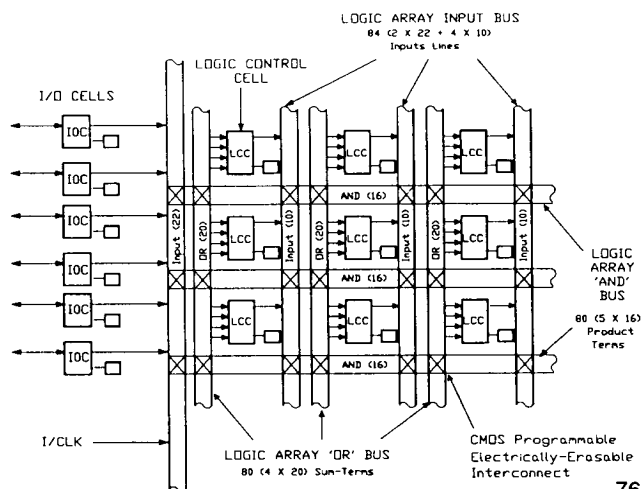 LOGIC ARRAY INPUT BUS
84 (2 X 22 + 4 X 10)
Inputs Lines
LOGIC CONTROL
CELL
I/O CELLS
IOC
IOC
IOC
IOC
IOC
IOC
LCC
LCC
LCC
AND (16)
Input (22)
OR (20)
LCC
Input (10)
OR (20)
LCC
Input (10)
OR (20)
LCC
Input (10)
AND (16)
LCC
LCC
LCC
AND (16)
LOGIC
ARRAY
'AND'
BUS
80 (5 X 16)
Product
Terms
I/CLK
LOGIC ARRAY 'OR' BUS
80 (4 X 20) Sum-Terms
CMOS Programmable
Electrically-Erasable
Interconnect
76